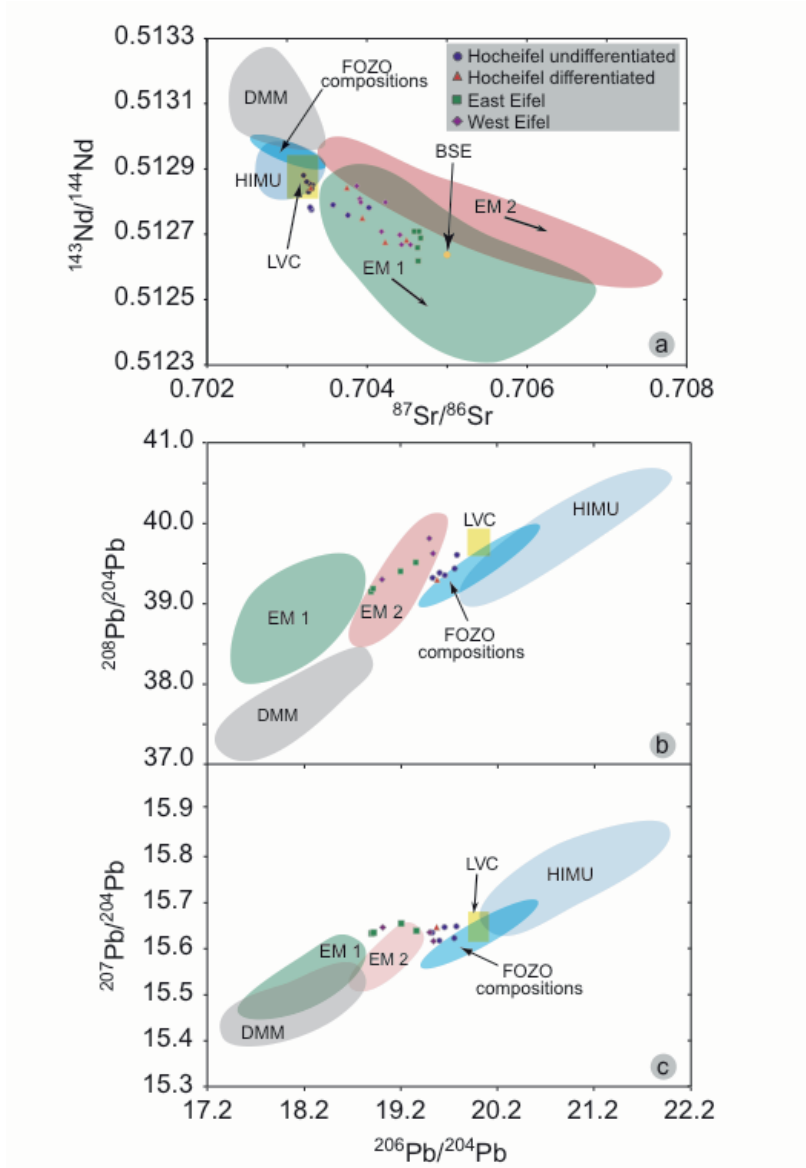 0.5133
0.5131
0.5129
0.5127
0.5125
0.5123
143Nd/144Nd
Hocheifel undifferentiated
Hocheifel differentiated
East Eifel
West Eifel
FOZO
compositions
DMM
HIMU
BSE
EM 2
LVC
EM 1
a
0.702
0.704
0.706
0.708
87Sr/86Sr
41.0
40.0
39.0
38.0
37.0
208Pb/204Pb
LVC
HIMU
EM 1
EM 2
FOZO
compositions
DMM
b
15.9
15.8
15.7
15.6
15.5
15.4
15.3
207Pb/204Pb
LVC
HIMU
EM 1
EM 2
FOZO
compositions
DMM
c
17.2
18.2
19.2
20.2
21.2
22.2
206Pb/204Pb